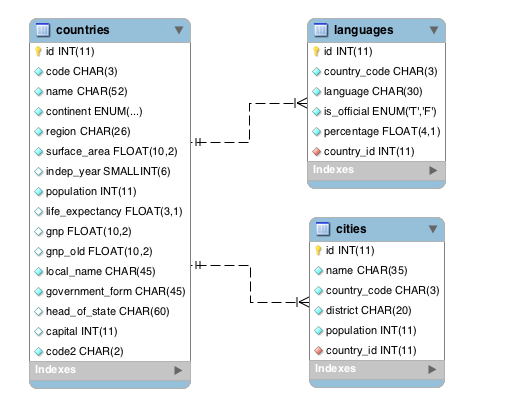 countries
id INT(11)
code CHAR(3)
name CHAR(52)
continent ENUM(...)
region CHAR(26)
surface_area FLOAT(10,2)
indep_year SMALLINT(6)
population INT(11)
life_expectancy FLOAT(3,1)
gnp FLOAT(10,2)
gnp_old FLOAT(10,2)
local_name CHAR(45)
government_form CHAR(45)
head_of_state CHAR(60)
capital INT(11)
code2 CHAR(2)
Indexes
languages
id INT(11)
country_code CHAR(3)
language CHAR(30)
is_official ENUM('T','F')
percentage FLOAT(4,1)
country_id INT(11)
Indexes
cities
id INT(11)
name CHAR(35)
country_code CHAR(3)
district CHAR(20)
population INT(11)
country_id INT(11)
Indexes